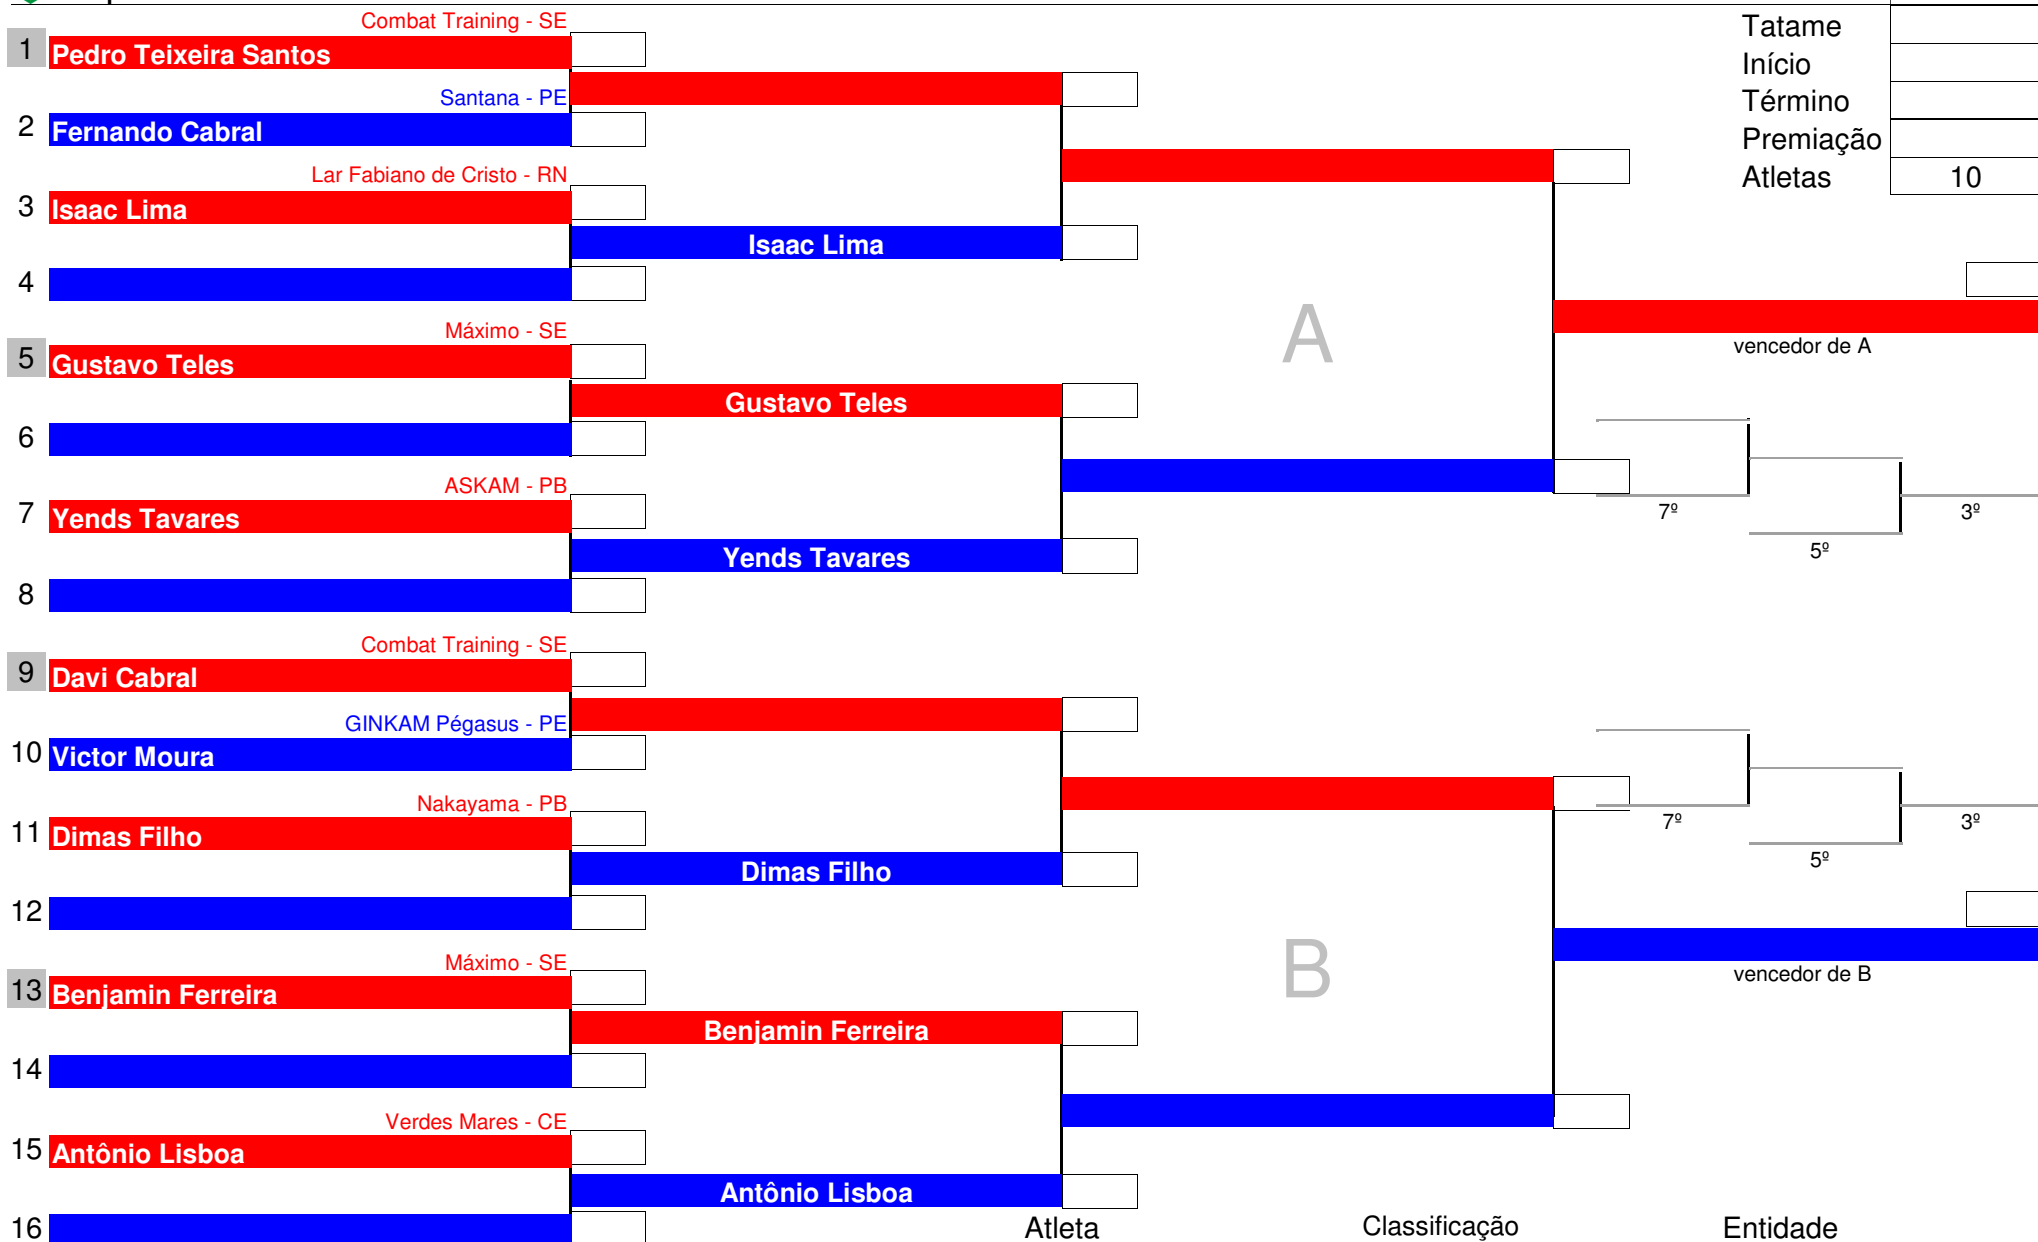 Combat Training - SE
1 Pedro Teixeira Santos
Santana - PE
2 Fernando Cabral
Lar Fabiano de Cristo - RN
3 Isaac Lima
Isaac Lima
4
Máximo - SE
5 Gustavo Teles
Gustavo Teles
6
ASKAM - PB
7 Yends Tavares
Yends Tavares
8
Combat Training - SE
9 Davi Cabral
GINKAM Pégasus - PE
10 Victor Moura
Nakayama - PB
11 Dimas Filho
Dimas Filho
12
Máximo - SE
13 Benjamin Ferreira
Benjamin Ferreira
14
Verdes Mares - CE
15 Antônio Lisboa
Antônio Lisboa
16
A
B
Tatame
Início
Término
Premiação
Atletas 10
vencedor de A
7º
3º
5º
7º
3º
5º
vencedor de B
Atleta Classificação Entidade